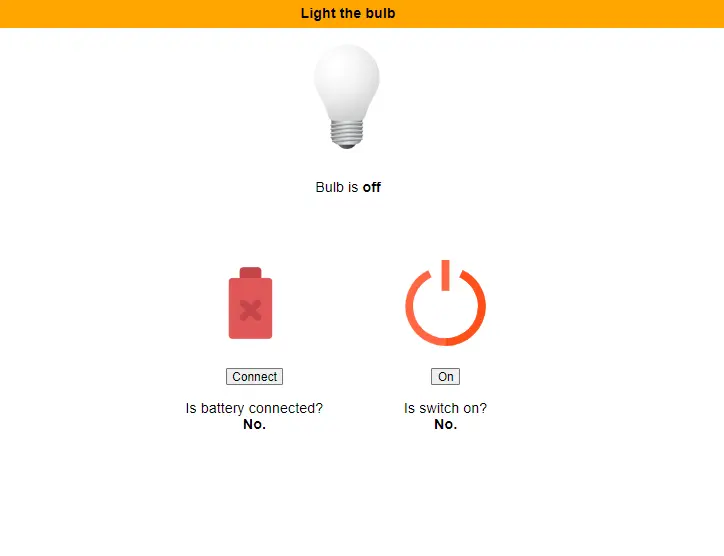 Light the bulb
Bulb is off
Connect
On
Is battery connected?
No.
Is switch on?
No.